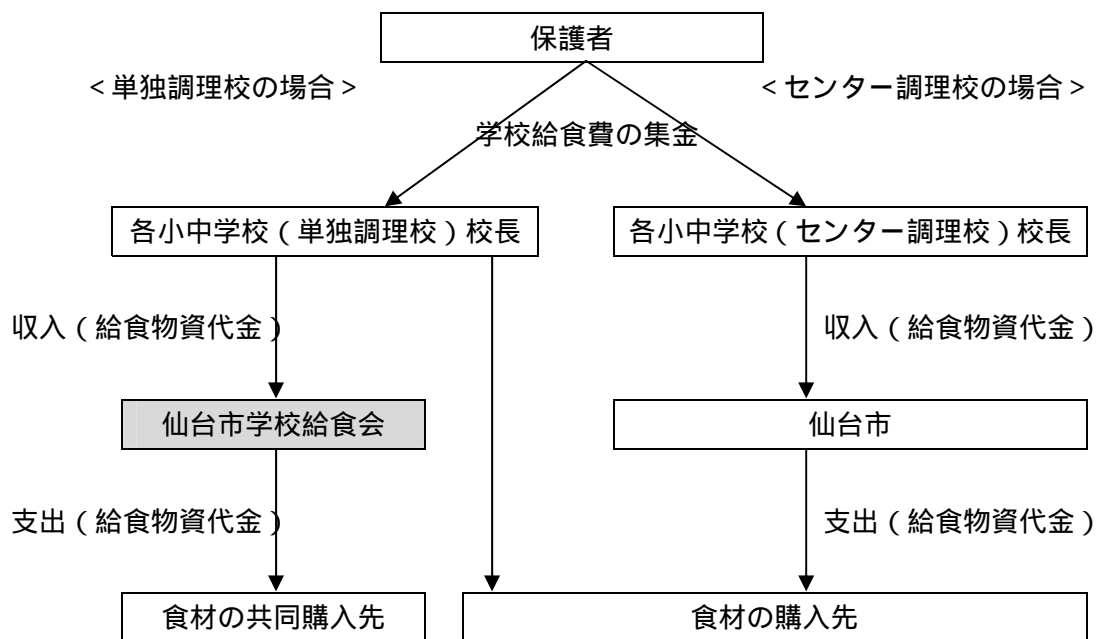 保護者
<単独調理校の場合>
<センター調理校の場合>
学校給食費の集金
各小中学校(単独調理校)校長
各小中学校(センター調理校)校長
収入(給食物資代金)
収入(給食物資代金)
仙台市学校給食会
仙台市
支出(給食物資代金)
支出(給食物資代金)
食材の共同購入先
食材の購入先